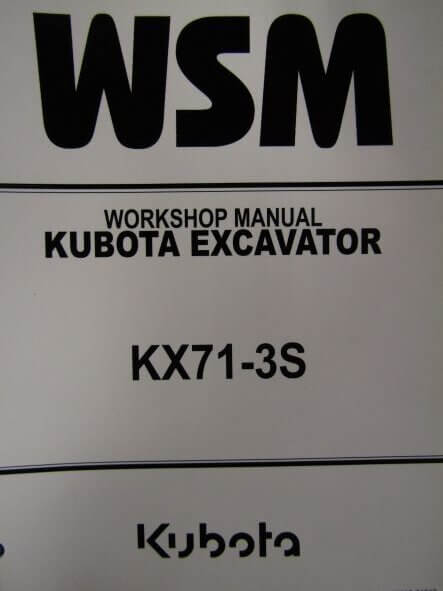 WSM
WORKSHOP MANUAL
KUBOTA EXCAVATOR
KX71-3S
Kubota